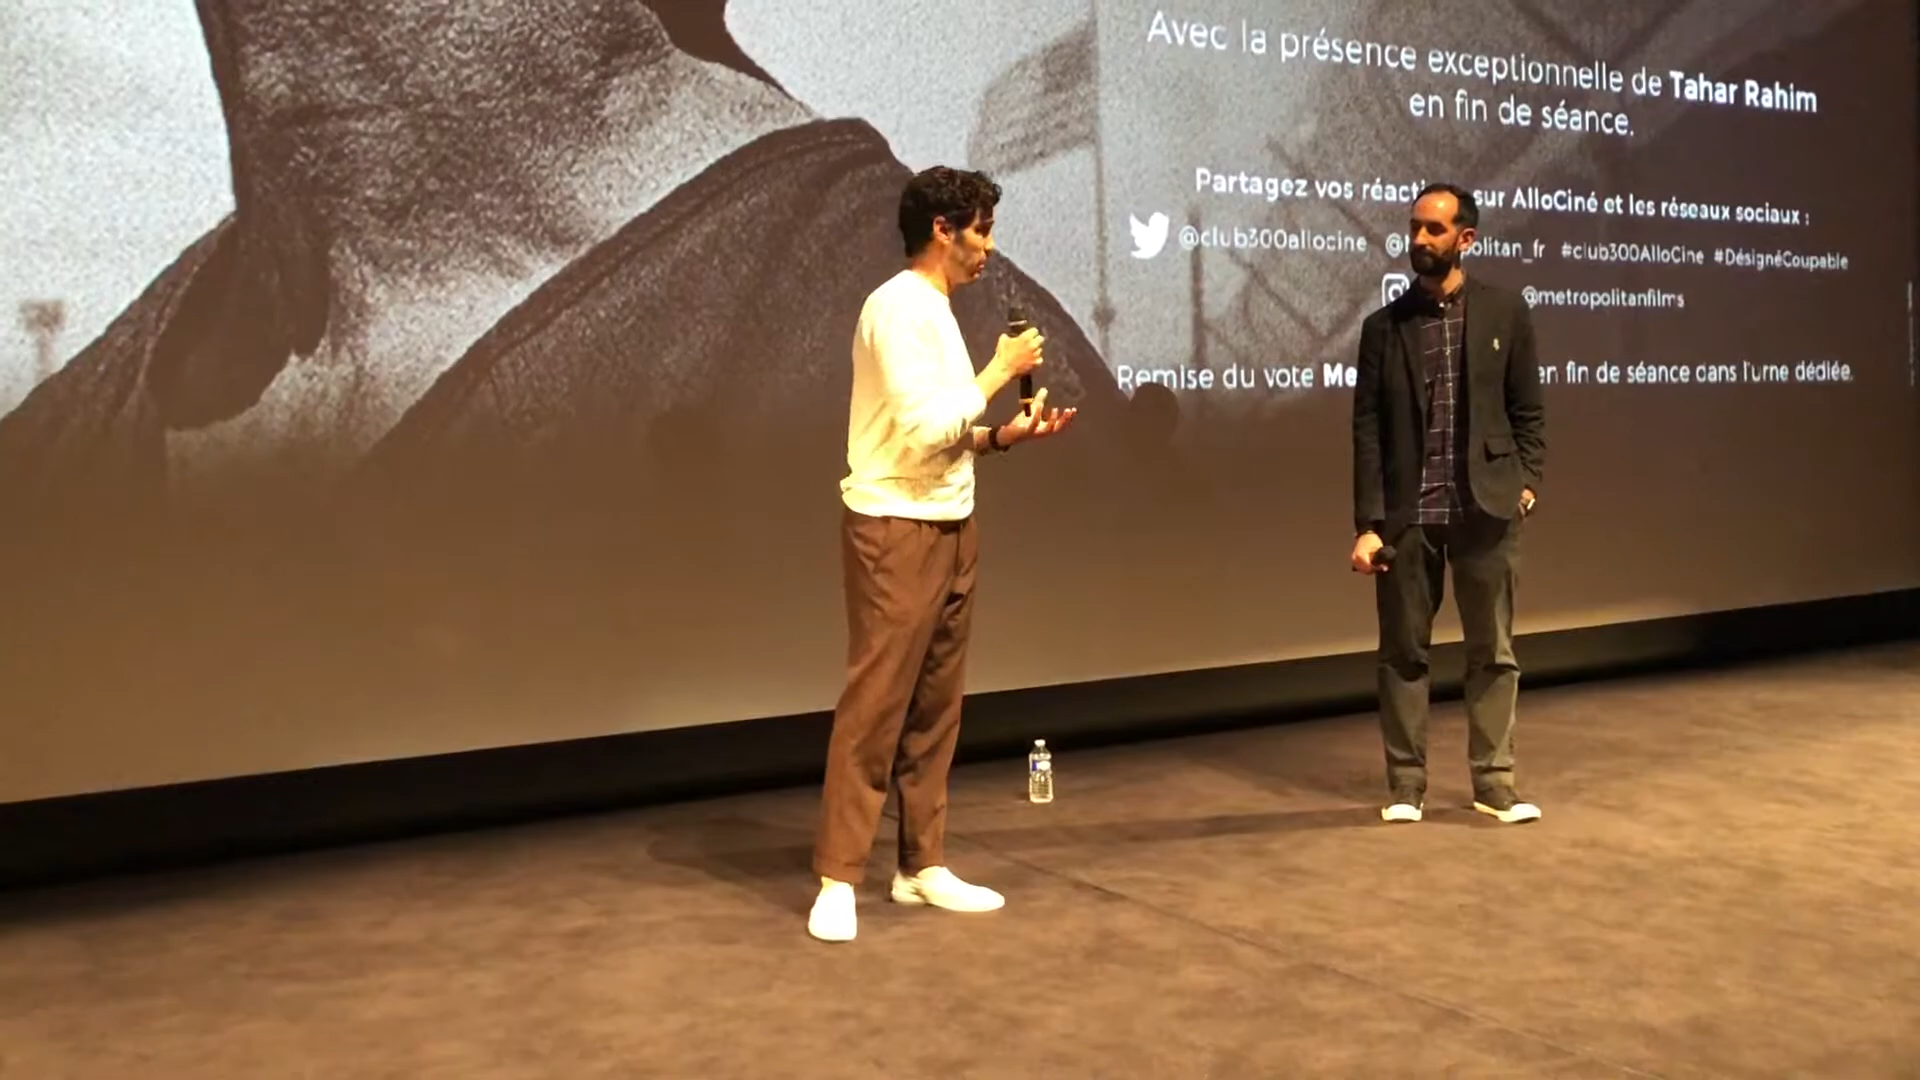 Avec la présence exceptionnelle de Tahar Rahim
en fin de séance.
Partagez vos réacti sur AlloCiné et les réseaux sociaux :
@club300allocine @ politan_fr #club300AlloCine #DésignéCoupable
@metropolitanfilms
Remise du vote Me en fin de séance dans l'urne dédiée.